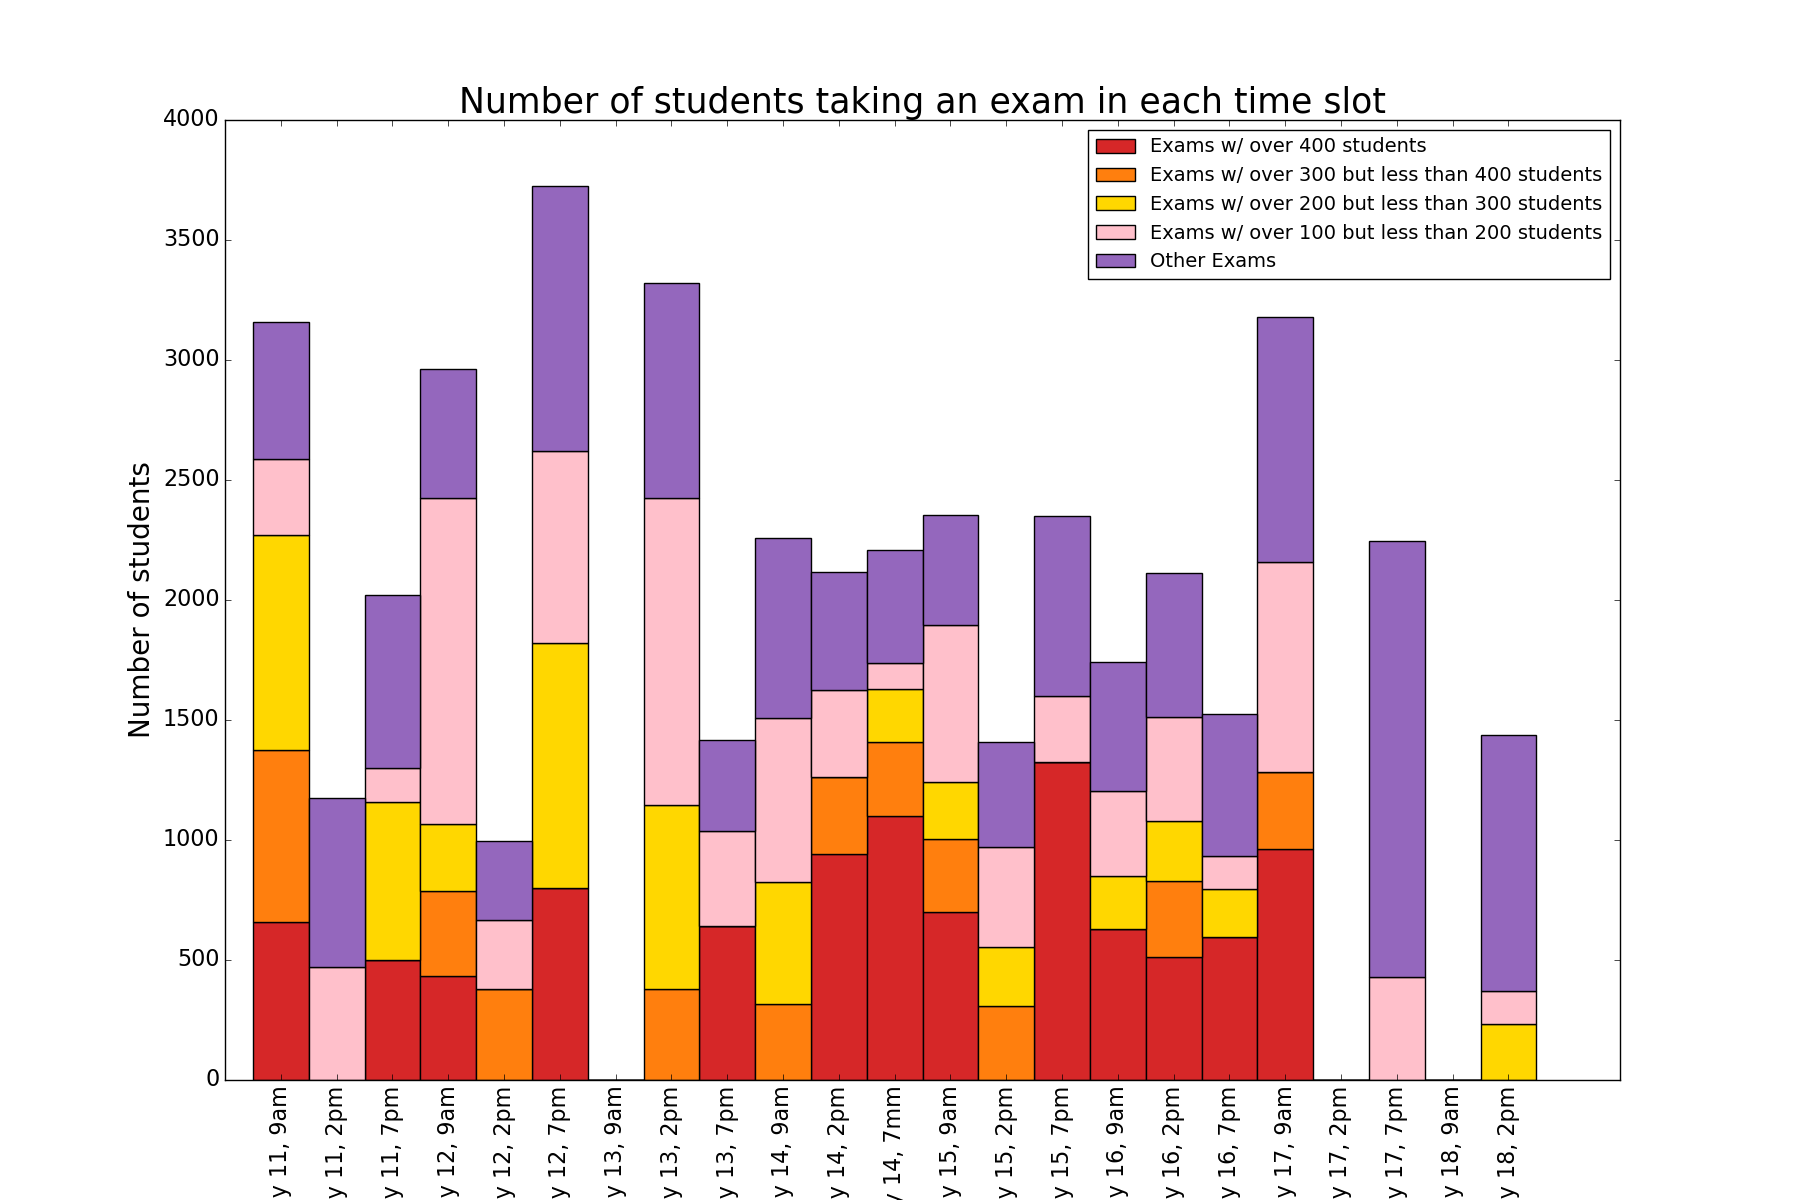 Number of students taking an exam in each time slot
Exams w/ over 400 students
Exams w/ over 300 but less than 400 students
Exams w/ over 200 but less than 300 students
Exams w/ over 100 but less than 200 students
Other Exams
Number of students
4000
3500
3000
2500
2000
1500
1000
500
0
y 11, 9am
y 11, 2pm
y 11, 7pm
y 12, 9am
y 12, 2pm
y 12, 7pm
y 13, 9am
y 13, 2pm
y 13, 7pm
y 14, 9am
y 14, 2pm
y 14, 7mm
y 15, 9am
y 15, 2pm
y 15, 7pm
y 16, 9am
y 16, 2pm
y 16, 7pm
y 17, 9am
y 17, 2pm
y 17, 7pm
y 18, 9am
y 18, 2pm